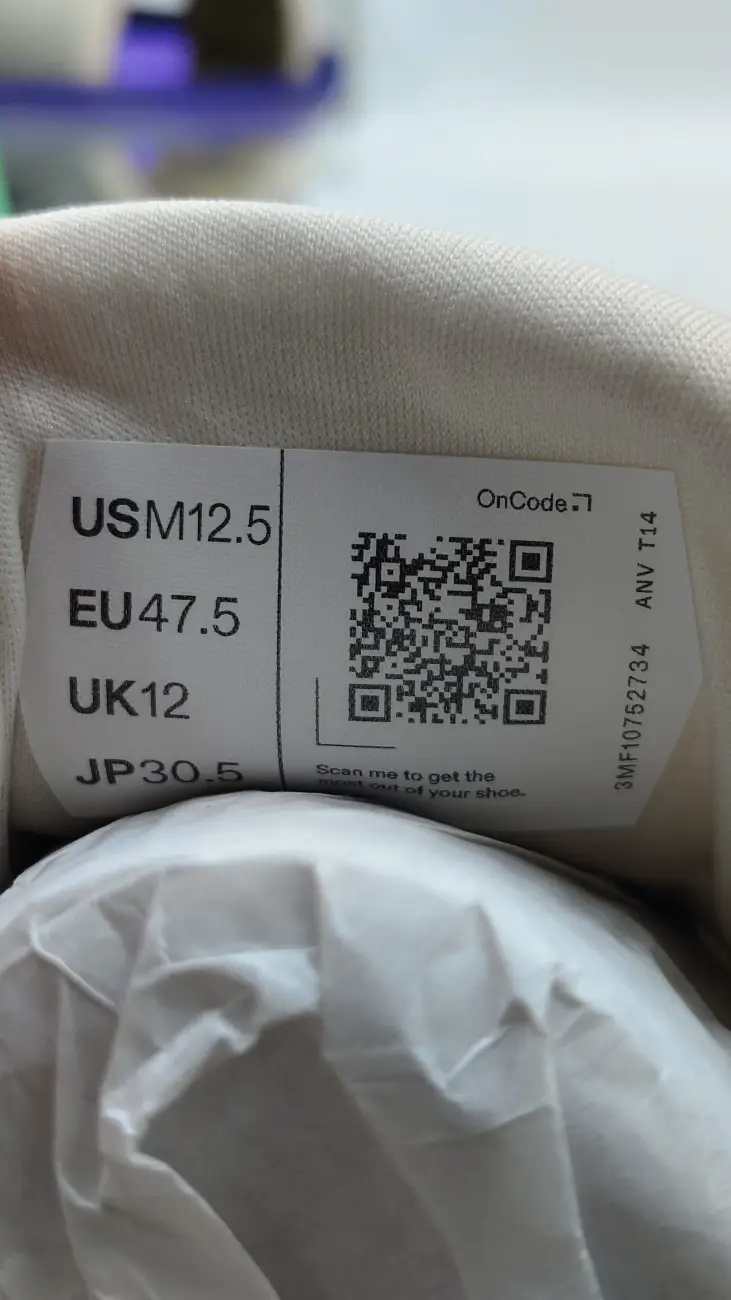 USM12.5
EU47.5
UK12
JP30.5
OnCode
Scan me to get the
most out of your shoe.
3MF10752734 ANV T14